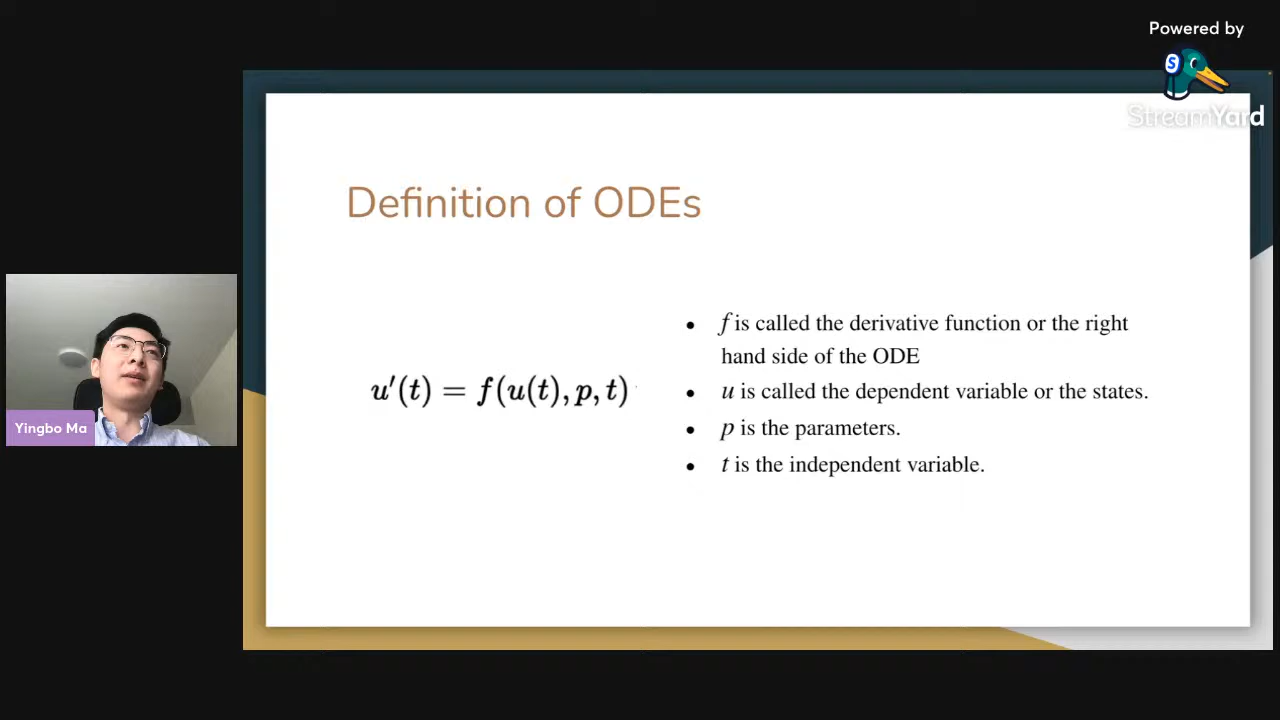 Powered by
S
StreamYard
Definition of ODEs
u′(t) = f(u(t), p, t)
• f is called the derivative function or the right
hand side of the ODE
• u is called the dependent variable or the states.
• p is the parameters.
• t is the independent variable.
Yingbo Ma